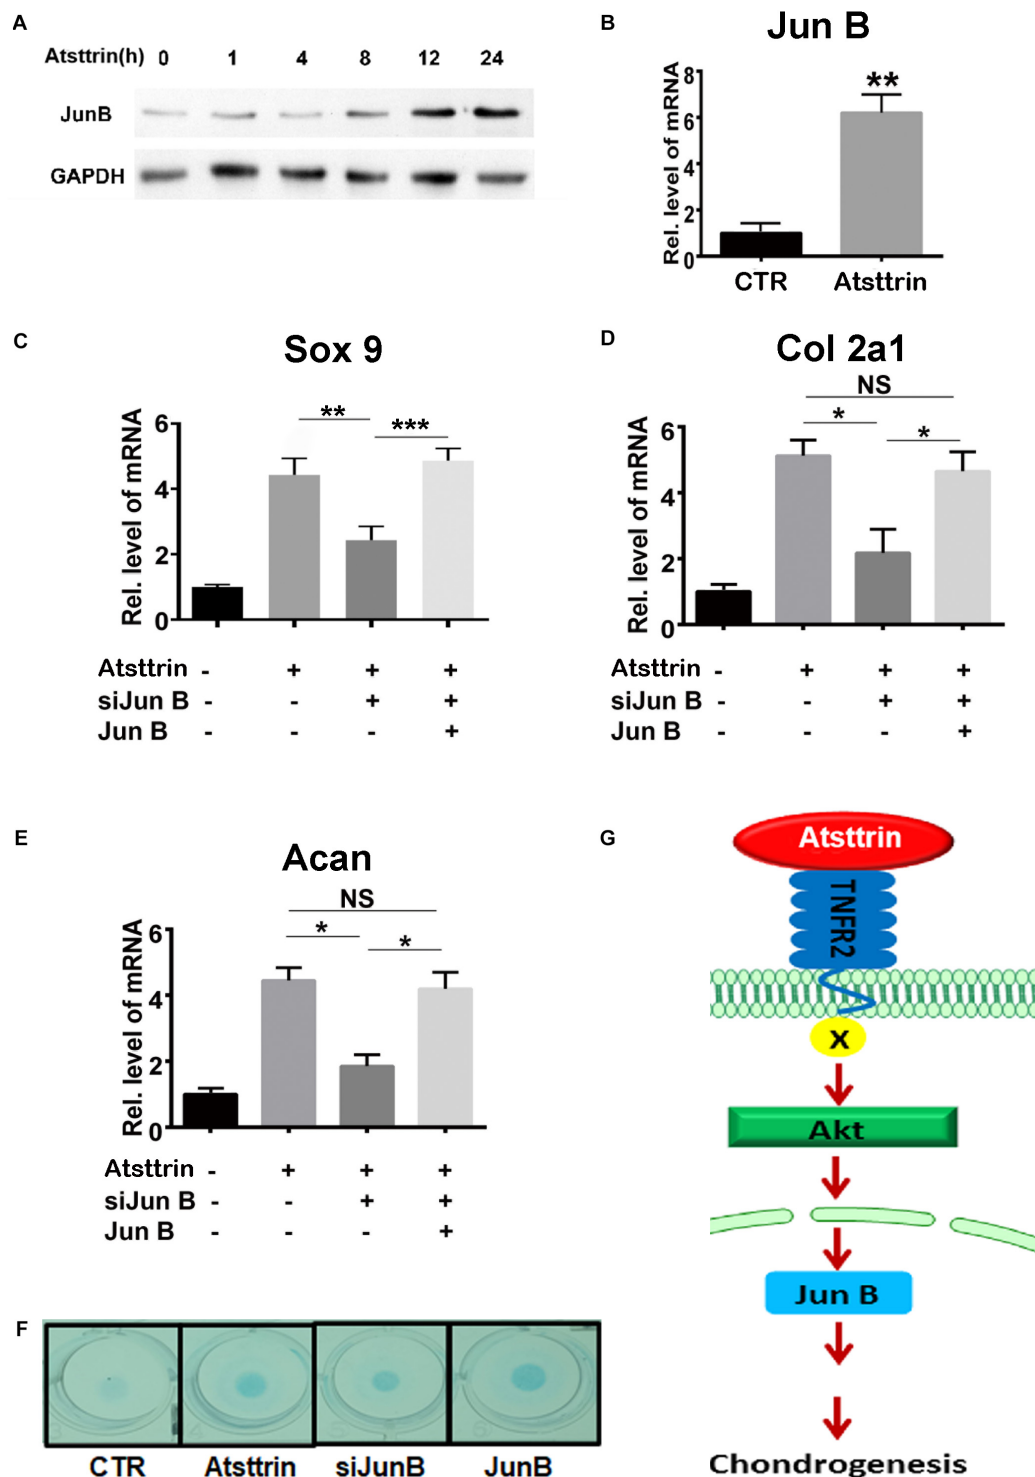 A
Atsttrin(h) 0 1 4 8 12 24
JunB
GAPDH
B
Jun B
Rel. level of mRNA
8
6
4
2
0
**
CTR Atsttrin
C
Sox 9
Rel. level of mRNA
6
4
2
0
** ***
Atsttrin - + + +
siJun B - - + +
Jun B - - - +
D
Col 2a1
NS
Rel. level of mRNA
6
4
2
0
* *
Atsttrin - + + +
siJun B - - + +
Jun B - - - +
E
Acan
NS
Rel. level of mRNA
6
4
2
0
* *
Atsttrin - + + +
siJun B - - + +
Jun B - - - +
F
CTR Atsttrin siJunB JunB
G
Atsttrin
TNFR2
X
Akt
Jun B
Chondrogenesis